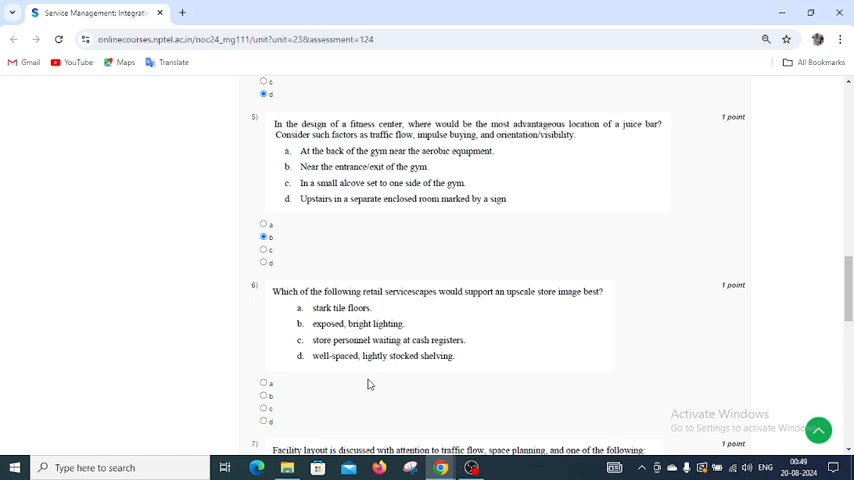 Service Management: Integratin
onlinecourses.nptel.ac.in/noc24_mg111/unit?unit=23&assessment=124
Gmail
YouTube
Maps
Translate
All Bookmarks
c
d
5)
1 point
In the design of a fitness center, where would be the most advantageous location of a juice bar?
Consider such factors as traffic flow, impulse buying, and orientation/visibility.
a. At the back of the gym near the aerobic equipment.
b. Near the entrance/exit of the gym.
c. In a small alcove set to one side of the gym.
d. Upstairs in a separate enclosed room marked by a sign
a
b
c
d
6)
1 point
Which of the following retail servicescapes would support an upscale store image best?
a. stark tile floors.
b. exposed, bright lighting.
c. store personnel waiting at cash registers.
d. well-spaced, lightly stocked shelving.
a
b
c
d
Activate Windows
Go to Settings to activate Windo
7)
1 point
Facility layout is discussed with attention to traffic flow, space planning, and one of the following:
Type here to search
ENG
00:49
20-08-2024